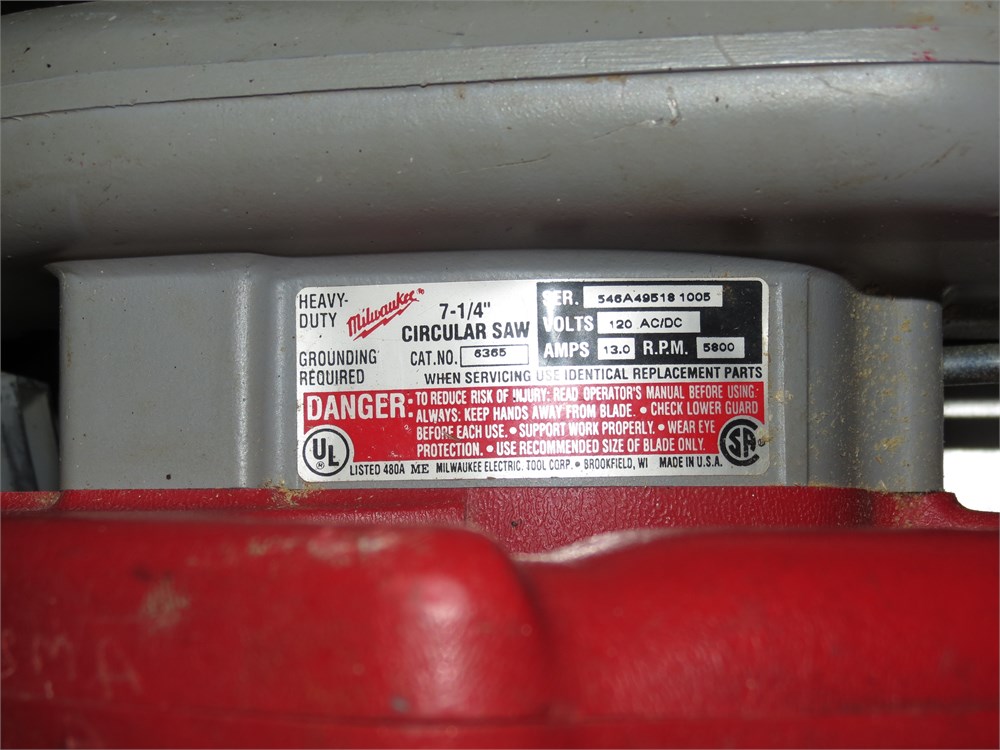 HEAVY-
DUTY
Milwaukee®
7-1/4"
CIRCULAR SAW
GROUNDING
REQUIRED
CAT.NO. 6365
SER. 546A49518 1005
VOLTS 120 AC/DC
AMPS 13.0 R.P.M. 5800
WHEN SERVICING USE IDENTICAL REPLACEMENT PARTS
DANGER: TO REDUCE RISK OF INJURY: READ OPERATOR'S MANUAL BEFORE USING.
ALWAYS: KEEP HANDS AWAY FROM BLADE. • CHECK LOWER GUARD
BEFORE EACH USE. • SUPPORT WORK PROPERLY. • WEAR EYE
PROTECTION. • USE RECOMMENDED SIZE OF BLADE ONLY.
UL®
SA®
LISTED 480A ME MILWAUKEE ELECTRIC TOOL CORP. • BROOKFIELD, WI MADE IN U.S.A.